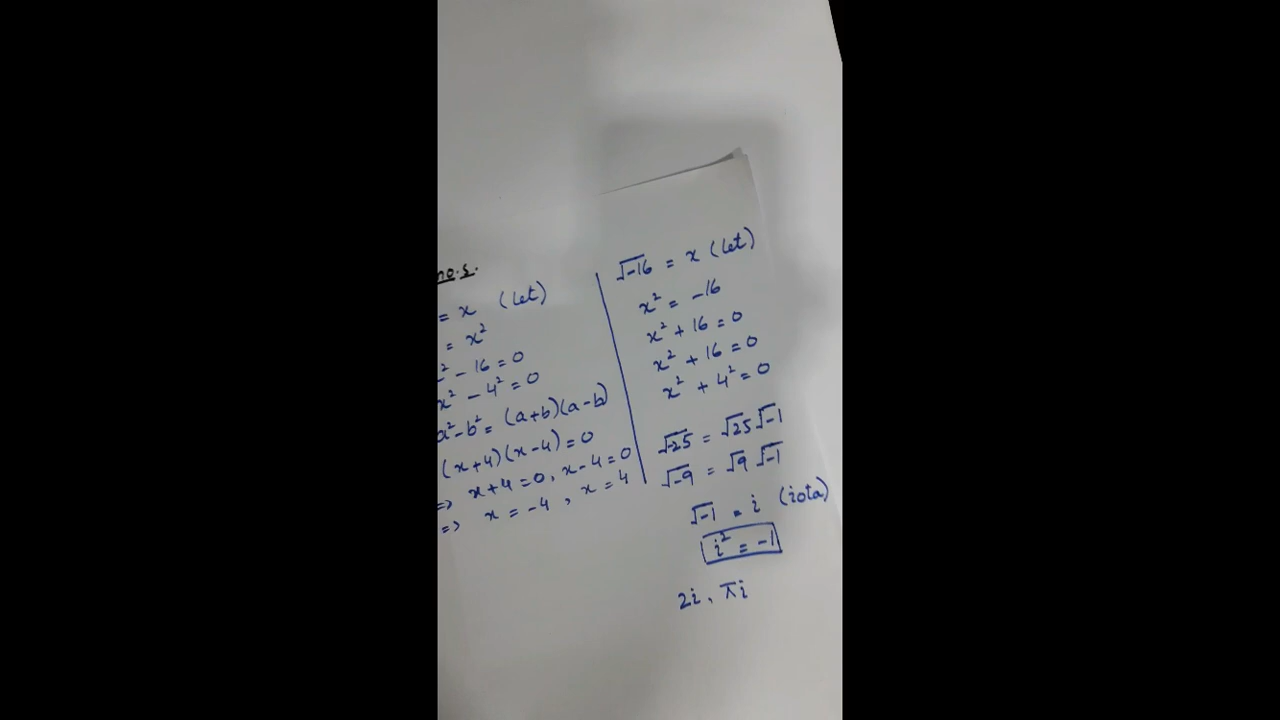 no.s.
= x (let)
= x²
x² - 16 = 0
x² - 4² = 0
a² - b² = (a+b)(a-b)
(x+4)(x-4) = 0
=> x+4 = 0, x-4 = 0
=> x = -4, x = 4
√-16 = x (let)
x² = -16
x² + 16 = 0
x² + 16 = 0
x² + 4² = 0
√-25 = √25 √-1
√-9 = √9 √-1
√-1 = i (iota)
i² = -1
2i, πi